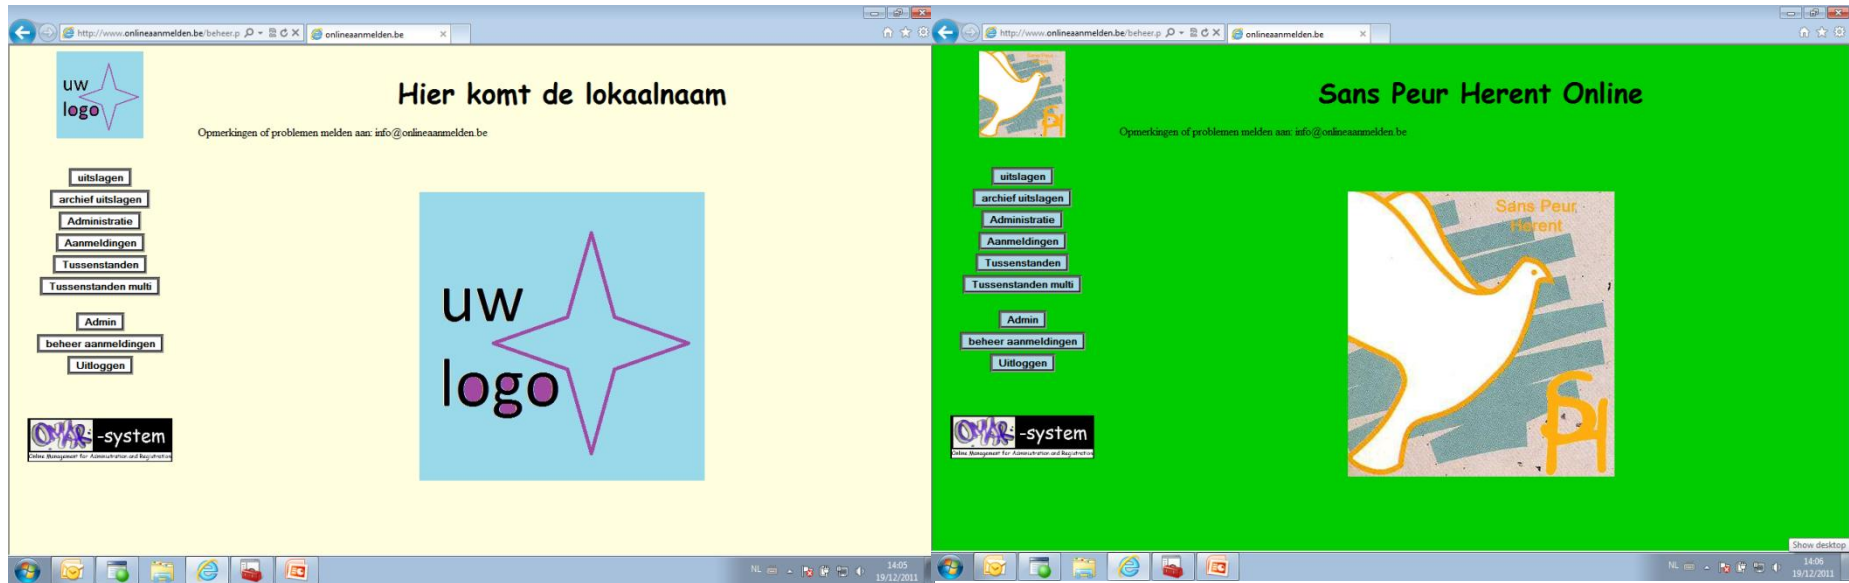 http://www.onlineaanmelden.be/beheer.p
onlineaanmelden.be
uw
logo
Hier komt de lokaalnaam
Opmerkingen of problemen melden aan: info@onlineaanmelden.be
uitslagen
archief uitslagen
Administratie
Aanmeldingen
Tussenstanden
Tussenstanden multi
Admin
beheer aanmeldingen
Uitloggen
uw
logo
OMAR-system
Online Management for Administration and Registration
NL
14:05
19/12/2011
http://www.onlineaanmelden.be/beheer.p
onlineaanmelden.be
Sans Peur Herent Online
Opmerkingen of problemen melden aan: info@onlineaanmelden.be
uitslagen
archief uitslagen
Administratie
Aanmeldingen
Tussenstanden
Tussenstanden multi
Admin
beheer aanmeldingen
Uitloggen
Sans Peur,
Herent
SH
OMAR-system
Online Management for Administration and Registration
Show desktop
NL
14:06
19/12/2011